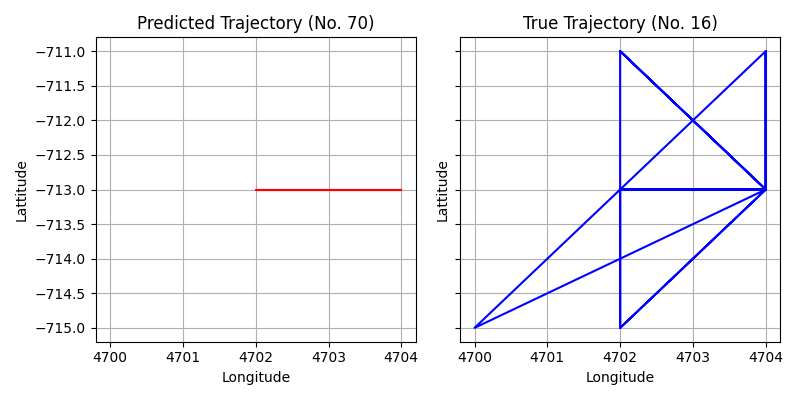 Predicted Trajectory (No. 70)
True Trajectory (No. 16)
Lattitude
−711.0
−711.5
−712.0
−712.5
−713.0
−713.5
−714.0
−714.5
−715.0
4700 4701 4702 4703 4704
Longitude
Lattitude
4700 4701 4702 4703 4704
Longitude